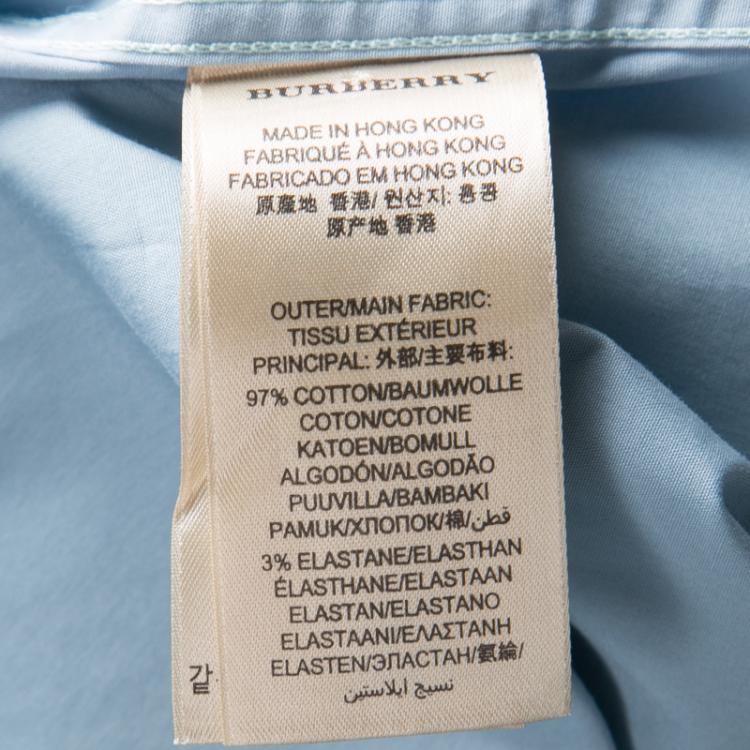 BURBERRY
MADE IN HONG KONG
FABRIQUÉ À HONG KONG
FABRICADO EM HONG KONG
原產地 香港/ 원산지: 홍콩
原产地 香港
OUTER/MAIN FABRIC:
TISSU EXTÉRIEUR
PRINCIPAL: 外部/主要布料:
97% COTTON/BAUMWOLLE
COTON/COTONE
KATOEN/BOMULL
ALGODÓN/ALGODÃO
PUUVILLA/BAMBAKI
PAMUK/ХЛОПОК/棉/قطن
3% ELASTANE/ELASTHAN
ÉLASTHANE/ELASTAAN
ELASTAN/ELASTANO
ELASTAANI/ΕΛΑΣΤΑΝΗ
ELASTEN/ЭЛАСТАН/氨綸/
نسيج ايلاستين
같